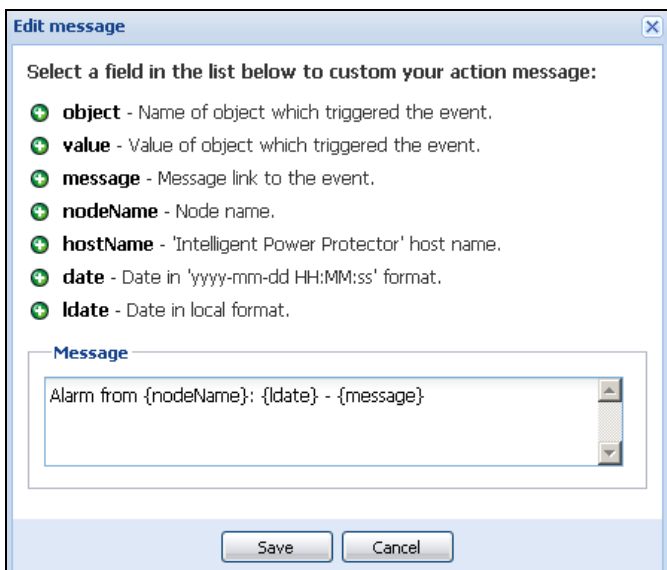 Edit message
Select a field in the list below to custom your action message:
object - Name of object which triggered the event.
value - Value of object which triggered the event.
message - Message link to the event.
nodeName - Node name.
hostName - 'Intelligent Power Protector' host name.
date - Date in 'yyyy-mm-dd HH:MM:ss' format.
ldate - Date in local format.
Message
Alarm from {nodeName}: {ldate} - {message}
Save Cancel